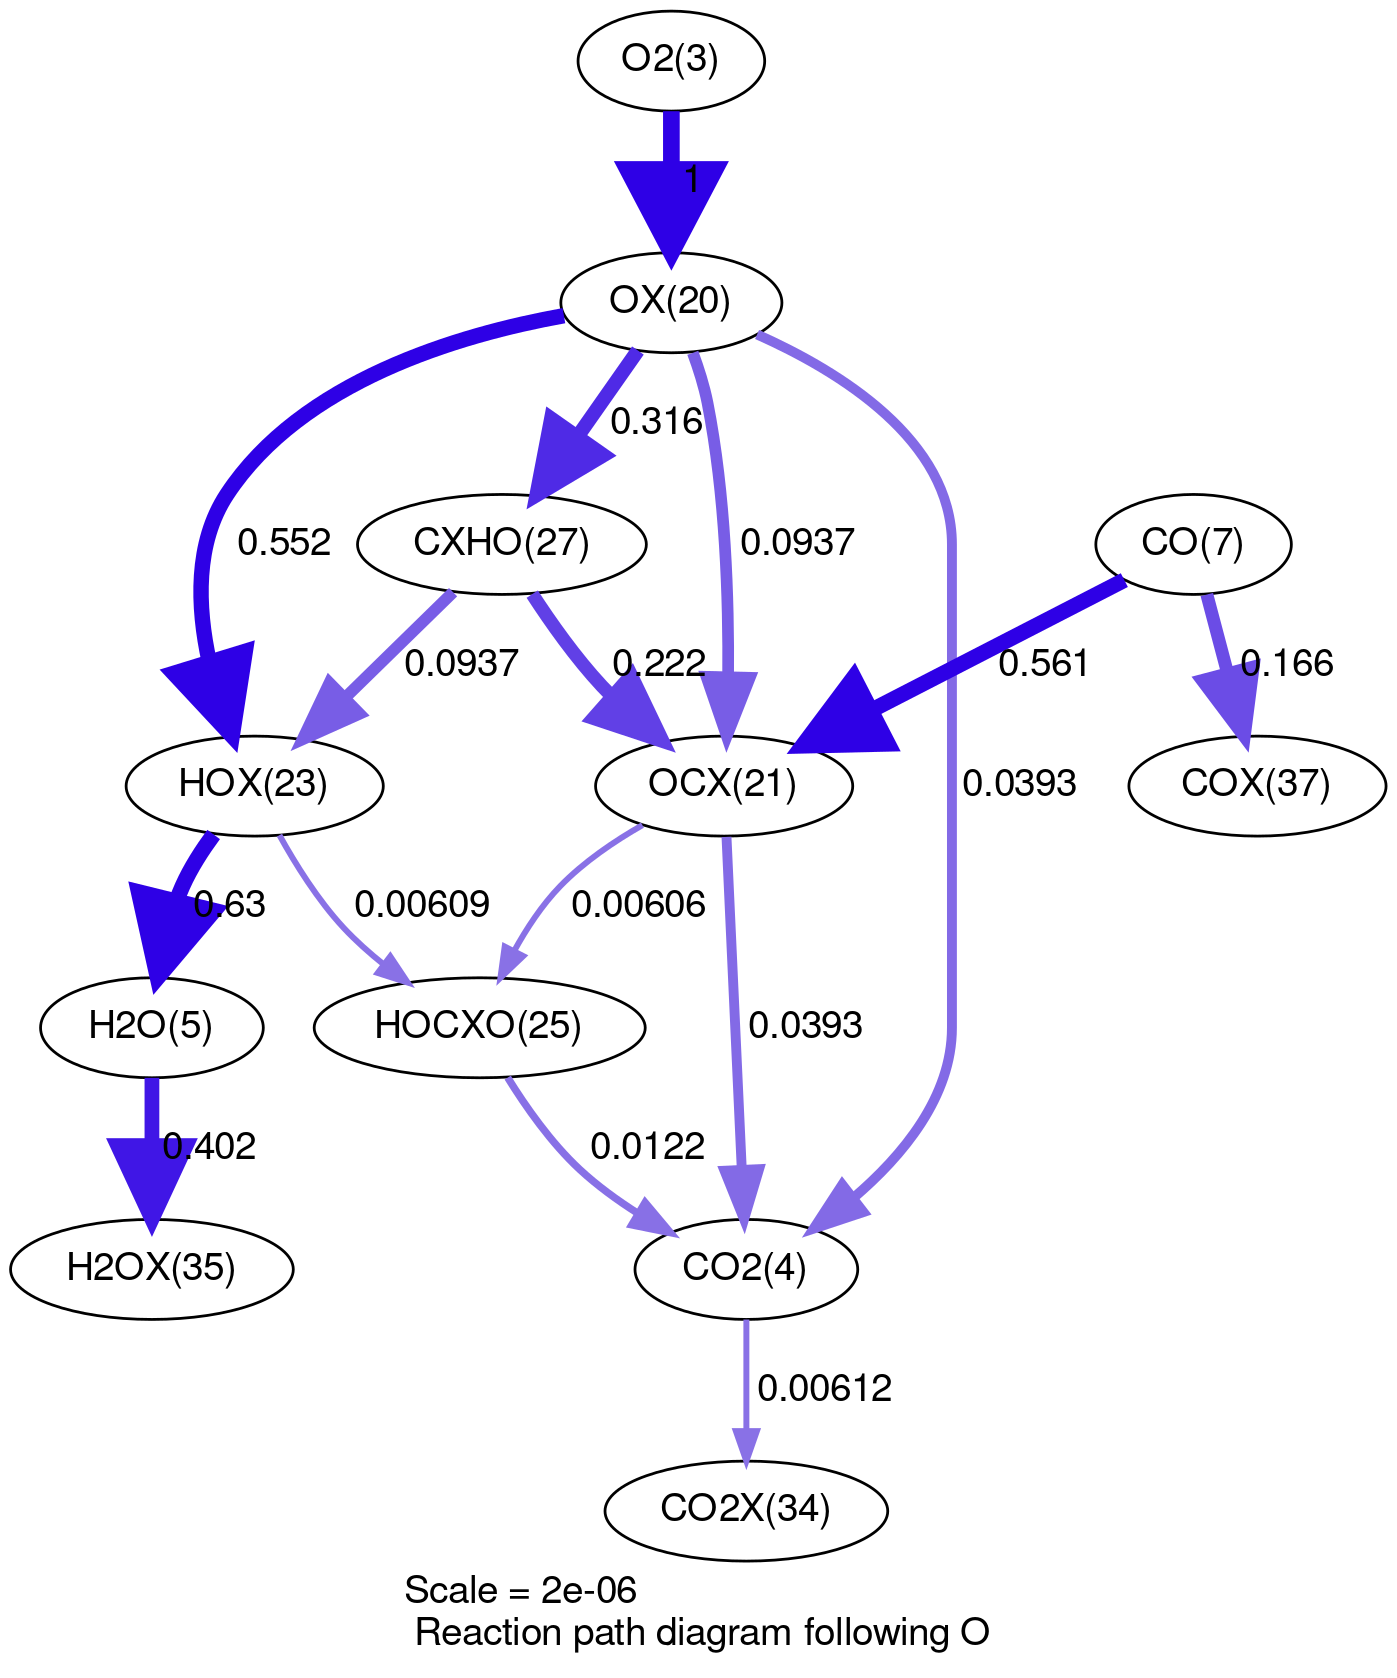 O2(3)
1
OX(20)
0.316
0.552
CXHO(27)
0.0937
CO(7)
0.0937
0.222
0.561
0.166
HOX(23)
OCX(21)
0.0393
COX(37)
0.63
0.00609
0.00606
H2O(5)
HOCXO(25)
0.0393
0.402
0.0122
H2OX(35)
CO2(4)
0.00612
CO2X(34)
Scale = 2e-06
Reaction path diagram following O